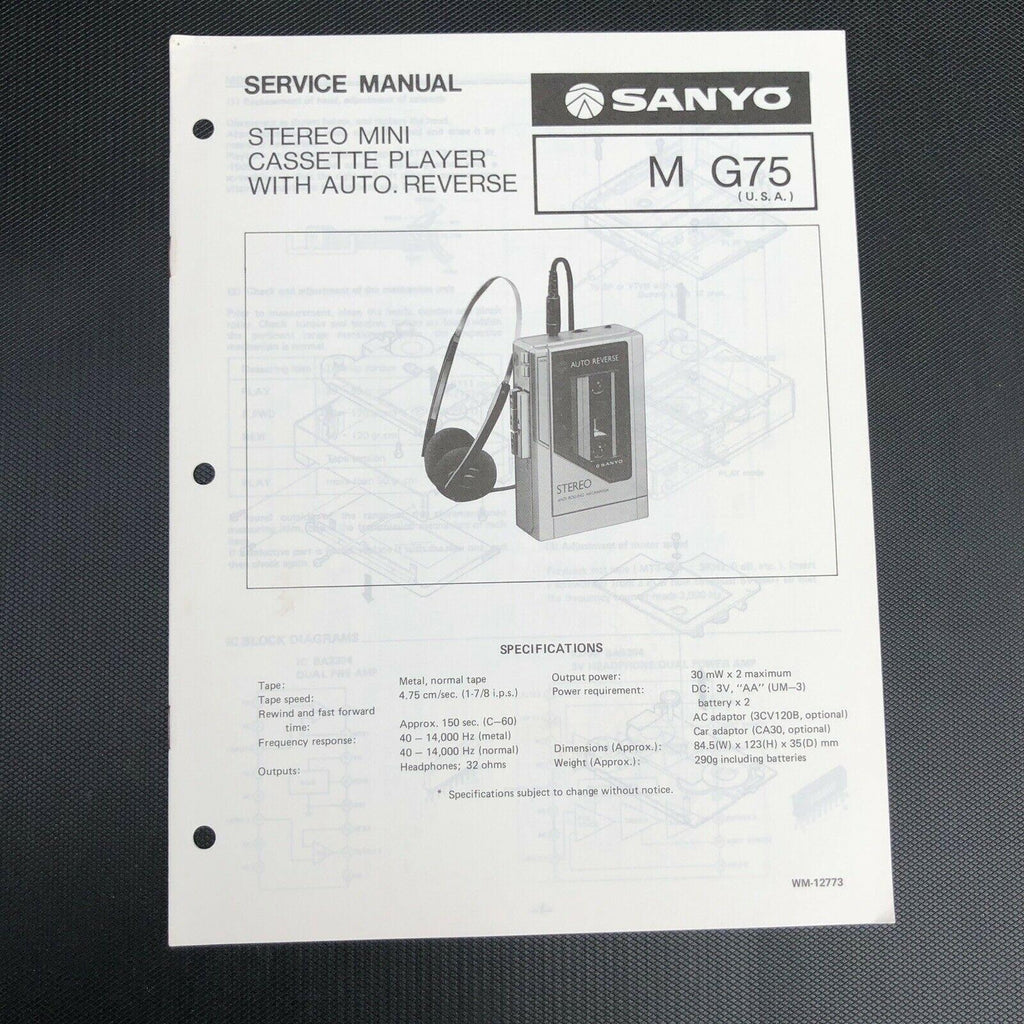 SERVICE MANUAL
SANYO
STEREO MINI
CASSETTE PLAYER
WITH AUTO. REVERSE
M G75
(U.S.A.)
AUTO REVERSE
SANYO
STEREO
ANTI-ROLLING MECHANISM
SPECIFICATIONS
Tape: Metal, normal tape
Tape speed: 4.75 cm/sec. (1-7/8 i.p.s.)
Rewind and fast forward
time: Approx. 150 sec. (C-60)
Frequency response: 40 – 14,000 Hz (metal)
40 – 14,000 Hz (normal)
Outputs: Headphones; 32 ohms
Output power: 30 mW x 2 maximum
Power requirement: DC: 3V, "AA" (UM-3)
battery x 2
AC adaptor (3CV120B, optional)
Car adaptor (CA30, optional)
Dimensions (Approx.): 84.5(W) x 123(H) x 35(D) mm
Weight (Approx.): 290g including batteries
* Specifications subject to change without notice.
WM-12773